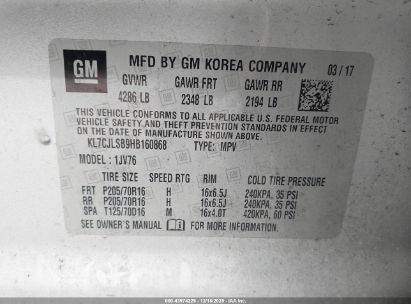 GM MFD BY GM KOREA COMPANY 03/17
GVWR GAWR FRT GAWR RR
4286 LB 2348 LB 2194 LB
THIS VEHICLE CONFORMS TO ALL APPLICABLE U.S. FEDERAL MOTOR
VEHICLE SAFETY, BUMPER, AND THEFT PREVENTION STANDARDS IN
EFFECT ON THE DATE OF MANUFACTURE SHOWN ABOVE.
KL7CJLSB9HB160868 TYPE: MPV
MODEL: 1JV76
TIRE SIZE SPEED RTG RIM COLD TIRE PRESSURE
FRT P205/70R16 H 16x6.5J 240KPA, 35 PSI
RR P205/70R16 H 16x6.5J 240KPA, 35 PSI
SPA T125/70D16 M 16x4.0T 420KPA, 60 PSI
SEE OWNER'S MANUAL FOR MORE INFORMATION